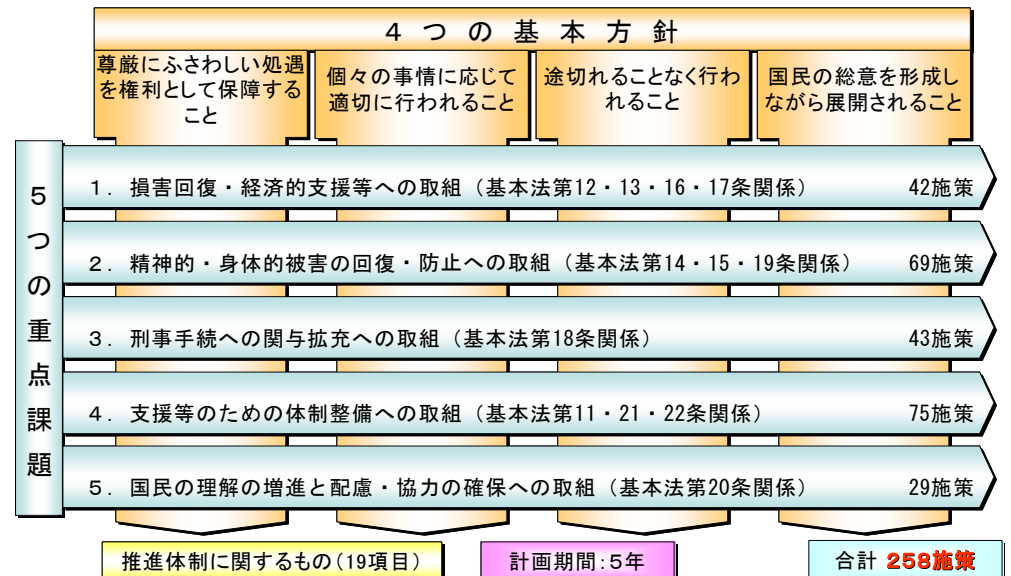 ４つの基本方針
尊厳にふさわしい処遇
を権利として保障する
こと
個々の事情に応じて
適切に行われること
途切れることなく行わ
れること
国民の総意を形成し
ながら展開されること
５つの重点課題
１．損害回復・経済的支援等への取組（基本法第12・13・16・17条関係） 42施策
２．精神的・身体的被害の回復・防止への取組（基本法第14・15・19条関係） 69施策
３．刑事手続への関与拡充への取組（基本法第18条関係） 43施策
４．支援等のための体制整備への取組（基本法第11・21・22条関係） 75施策
５．国民の理解の増進と配慮・協力の確保への取組（基本法第20条関係） 29施策
推進体制に関するもの(19項目)
計画期間:５年
合計 258施策